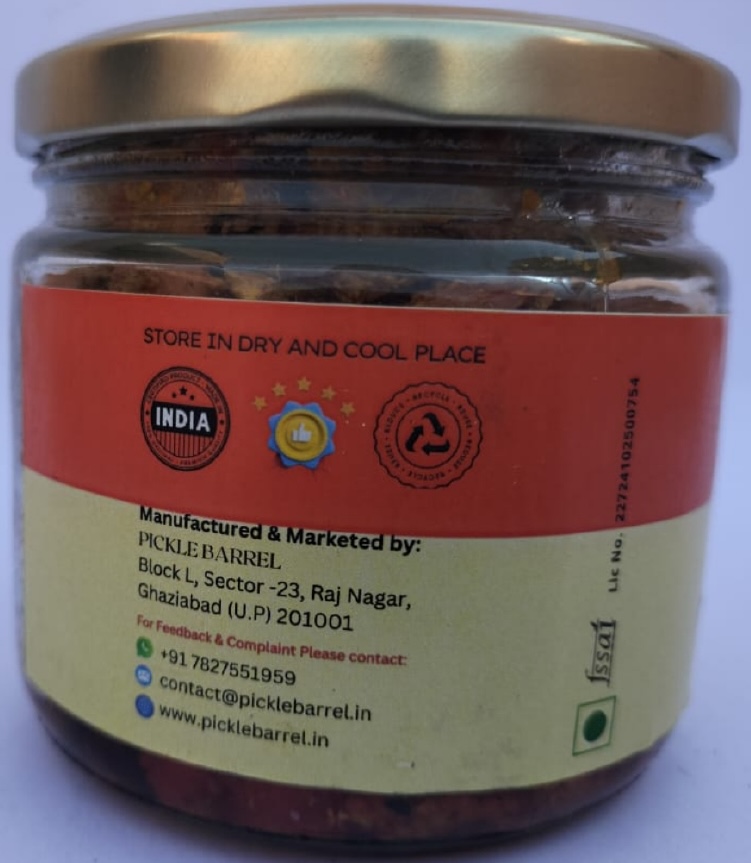 STORE IN DRY AND COOL PLACE
INDIA
Manufactured & Marketed by:
PICKLE BARREL
Block L, Sector -23, Raj Nagar,
Ghaziabad (U.P) 201001
For Feedback & Complaint Please contact:
+91 7827551959
contact@picklebarrel.in
www.picklebarrel.in
fssai
Lic No. 22724102500754